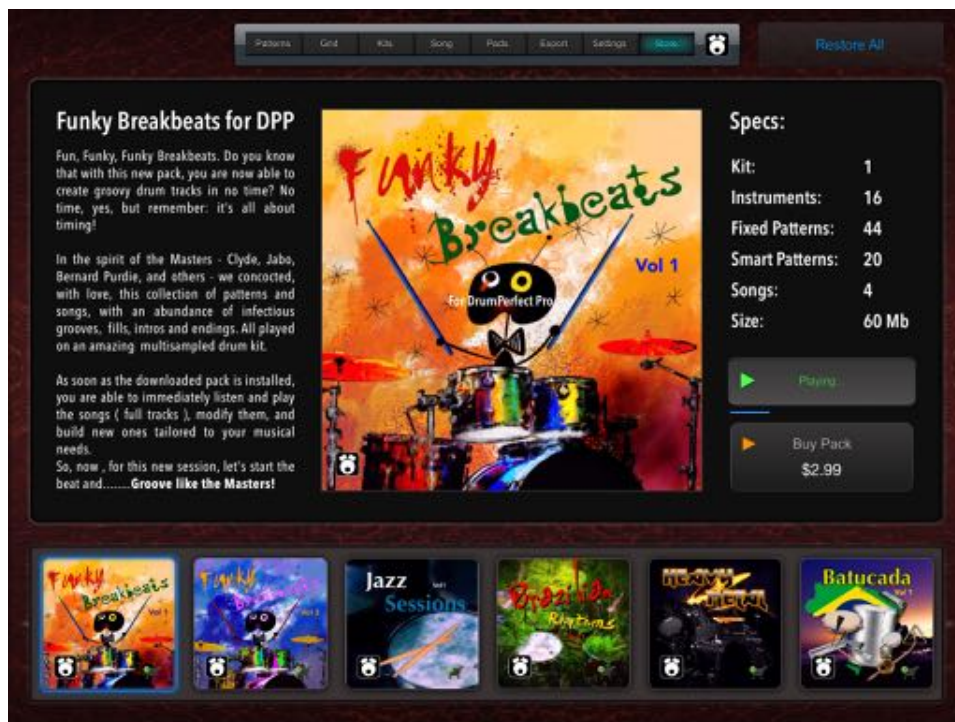 Patterns Grid Kits Song Pads Export Settings Store
Restore All
Funky Breakbeats for DPP
Fun, Funky, Funky Breakbeats. Do you know
that with this new pack, you are now able to
create groovy drum tracks in no time? No
time, yes, but remember: it's all about
timing!
In the spirit of the Masters - Clyde, Jabo,
Bernard Purdie, and others - we concocted,
with love, this collection of patterns and
songs, with an abundance of infectious
grooves, fills, intros and endings. All played
on an amazing multisampled drum kit.
As soon as the downloaded pack is installed,
you are able to immediately listen and play
the songs ( full tracks ), modify them, and
build new ones tailored to your musical
needs.
So, now , for this new session, let's start the
beat and.......Groove like the Masters!
Funky
Breakbeats
Vol 1
For DrumPerfect Pro
Specs:
Kit: 1
Instruments: 16
Fixed Patterns: 44
Smart Patterns: 20
Songs: 4
Size: 60 Mb
Playing
Buy Pack
$2.99
Funky
Breakbeats
Vol 1
Funky
Breakbeats
Jazz
Sessions
Brazilian
Rhythms
HEAVY
METAL
Batucada
Vol 1